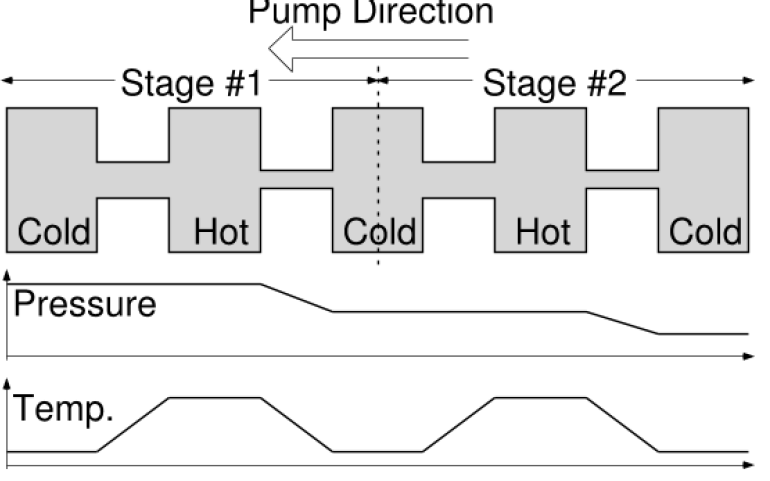 Pump Direction
Stage #1
Stage #2
Cold
Hot
Cold
Hot
Cold
Pressure
Temp.